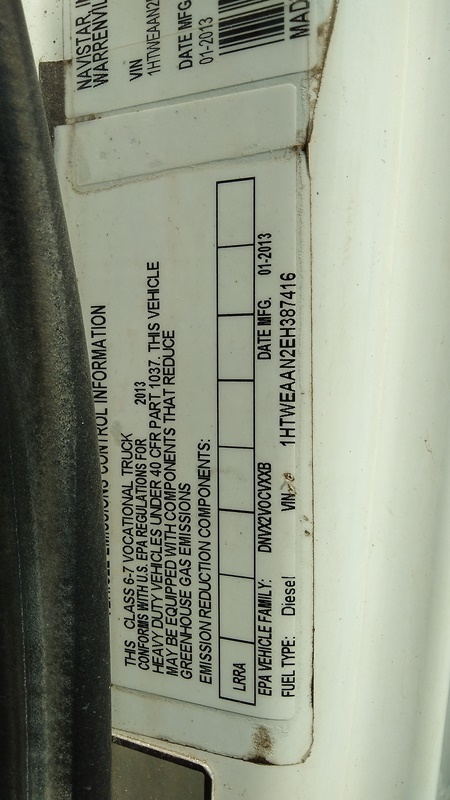 NAVISTAR, IN
WARRENVIL
VIN
1HTWEAAN2
DATE MFG
01-2013
MAD
VEHICLE EMISSIONS CONTROL INFORMATION
THIS CLASS 6-7 VOCATIONAL TRUCK
CONFORMS WITH U.S. EPA REGULATIONS FOR 2013
HEAVY DUTY VEHICLES UNDER 40 CFR PART 1037. THIS VEHICLE
MAY BE EQUIPPED WITH COMPONENTS THAT REDUCE
GREENHOUSE GAS EMISSIONS
EMISSION REDUCTION COMPONENTS:
LRRA
EPA VEHICLE FAMILY: DNVX2VOCVXXB DATE MFG. 01-2013
FUEL TYPE: Diesel VIN 1HTWEAAN2EH387416